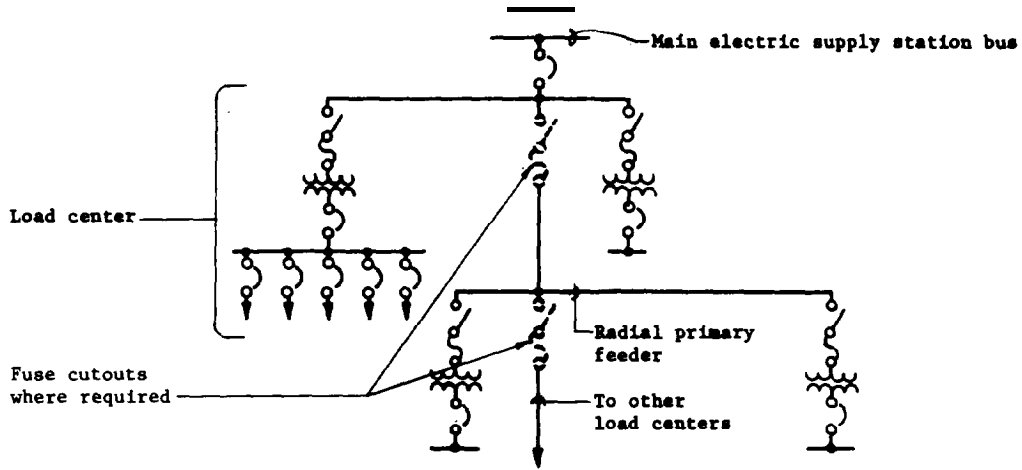 Main electric supply station bus
Load center
Radial primary
feeder
Fuse cutouts
where required
To other
load centers